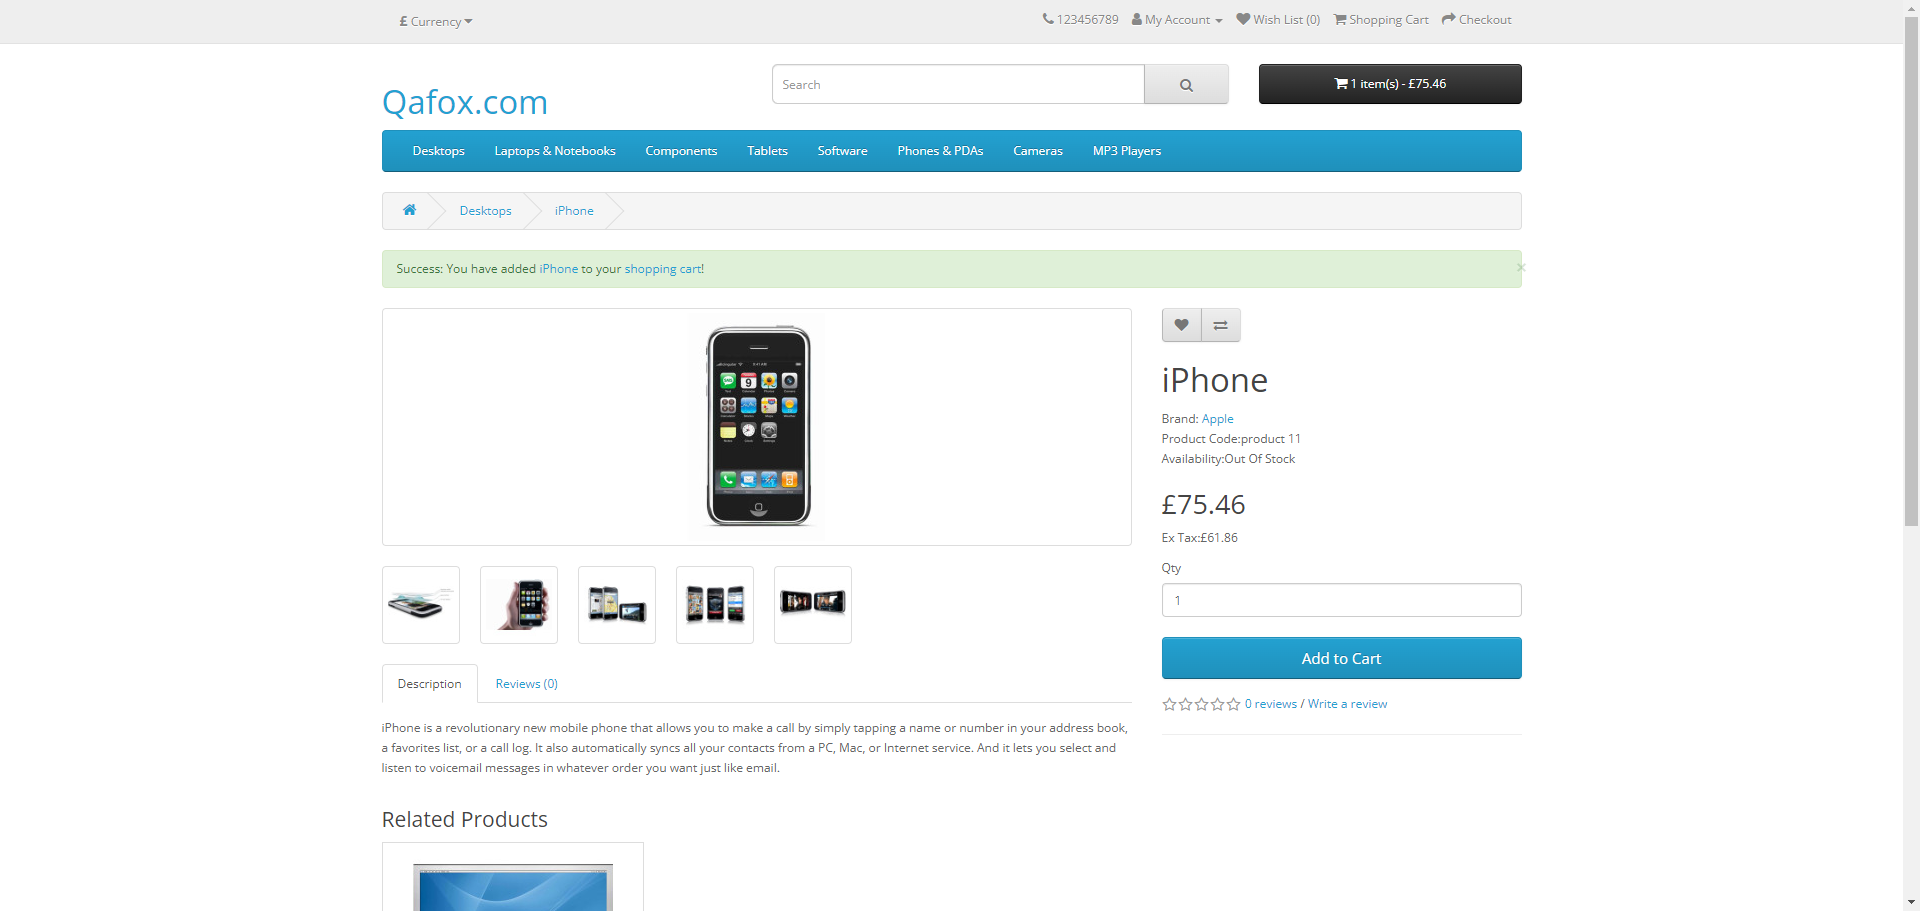 £ Currency
123456789 My Account Wish List (0) Shopping Cart Checkout
Qafox.com
Search
1 item(s) - £75.46
Desktops Laptops & Notebooks Components Tablets Software Phones & PDAs Cameras MP3 Players
Desktops iPhone
Success: You have added iPhone to your shopping cart!
×
iPhone
Brand: Apple
Product Code:product 11
Availability:Out Of Stock
£75.46
Ex Tax:£61.86
Qty
1
Add to Cart
0 reviews / Write a review
Description Reviews (0)
iPhone is a revolutionary new mobile phone that allows you to make a call by simply tapping a name or number in your address book,
a favorites list, or a call log. It also automatically syncs all your contacts from a PC, Mac, or Internet service. And it lets you select and
listen to voicemail messages in whatever order you want just like email.
Related Products